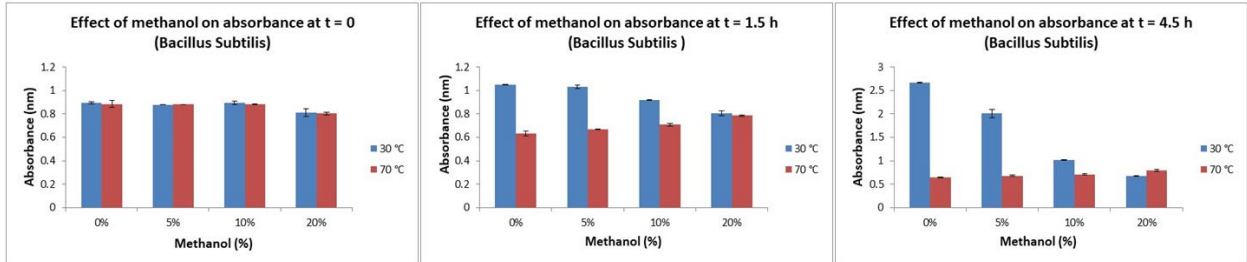 Effect of methanol on absorbance at t = 0
(Bacillus Subtilis)
1.2
1
0.8
0.6
0.4
0.2
0
Absorbance (nm)
0%
5%
10%
20%
Methanol (%)
30 °C
70 °C
Effect of methanol on absorbance at t = 1.5 h
(Bacillus Subtilis )
1.2
1
0.8
0.6
0.4
0.2
0
Absorbance (nm)
0%
5%
10%
20%
Methanol (%)
30 °C
70 °C
Effect of methanol on absorbance at t = 4.5 h
(Bacillus Subtilis)
3
2.5
2
1.5
1
0.5
0
Absorbance (nm)
0%
5%
10%
20%
Methanol (%)
30 °C
70 °C